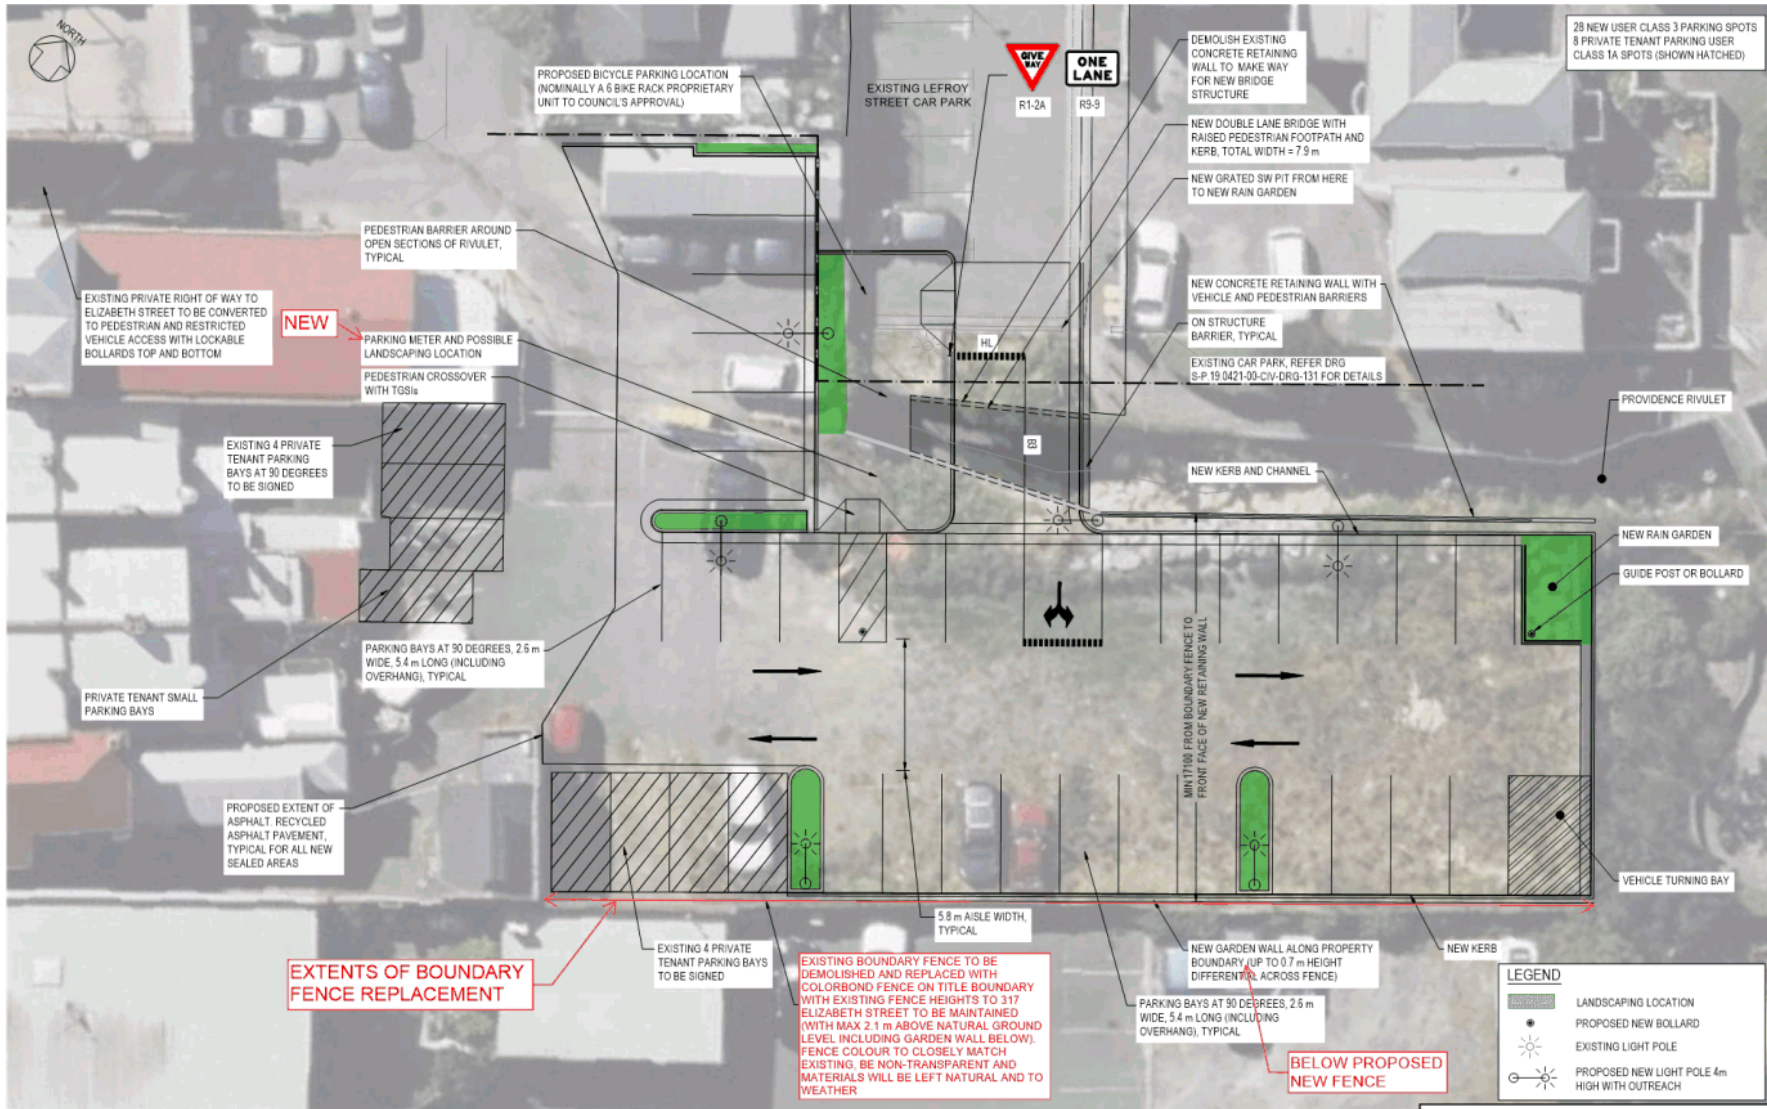 NORTH
28 NEW USER CLASS 3 PARKING SPOTS
8 PRIVATE TENANT PARKING USER
CLASS 1A SPOTS (SHOWN HATCHED)
PROPOSED BICYCLE PARKING LOCATION
(NOMINALLY A 6 BIKE RACK PROPRIETARY
UNIT TO COUNCIL'S APPROVAL)
EXISTING LEFROY
STREET CAR PARK
GIVE
WAY
R1-2A
ONE
LANE
R9-9
DEMOLISH EXISTING
CONCRETE RETAINING
WALL TO MAKE WAY
FOR NEW BRIDGE
STRUCTURE
NEW DOUBLE LANE BRIDGE WITH
RAISED PEDESTRIAN FOOTPATH AND
KERB, TOTAL WIDTH = 7.9 m
NEW GRATED SW PIT FROM HERE
TO NEW RAIN GARDEN
PEDESTRIAN BARRIER AROUND
OPEN SECTIONS OF RIVULET,
TYPICAL
EXISTING PRIVATE RIGHT OF WAY TO
ELIZABETH STREET TO BE CONVERTED
TO PEDESTRIAN AND RESTRICTED
VEHICLE ACCESS WITH LOCKABLE
BOLLARDS TOP AND BOTTOM
NEW
PARKING METER AND POSSIBLE
LANDSCAPING LOCATION
PEDESTRIAN CROSSOVER
WITH TGSIs
NEW CONCRETE RETAINING WALL WITH
VEHICLE AND PEDESTRIAN BARRIERS
ON STRUCTURE
BARRIER, TYPICAL
EXISTING CAR PARK, REFER DRG
S-P.19.0421-00-CIV-DRG-131 FOR DETAILS
HL
BB
PROVIDENCE RIVULET
EXISTING 4 PRIVATE
TENANT PARKING
BAYS AT 90 DEGREES
TO BE SIGNED
NEW KERB AND CHANNEL
NEW RAIN GARDEN
GUIDE POST OR BOLLARD
PARKING BAYS AT 90 DEGREES, 2.6 m
WIDE, 5.4 m LONG (INCLUDING
OVERHANG), TYPICAL
PRIVATE TENANT SMALL
PARKING BAYS
MIN 17100 FROM BOUNDARY FENCE TO
FRONT FACE OF NEW RETAINING WALL
PROPOSED EXTENT OF
ASPHALT. RECYCLED
ASPHALT PAVEMENT,
TYPICAL FOR ALL NEW
SEALED AREAS
VEHICLE TURNING BAY
5.8 m AISLE WIDTH,
TYPICAL
EXISTING 4 PRIVATE
TENANT PARKING BAYS
TO BE SIGNED
NEW GARDEN WALL ALONG PROPERTY
BOUNDARY (UP TO 0.7 m HEIGHT
DIFFERENTIAL ACROSS FENCE)
NEW KERB
EXTENTS OF BOUNDARY
FENCE REPLACEMENT
EXISTING BOUNDARY FENCE TO BE
DEMOLISHED AND REPLACED WITH
COLORBOND FENCE ON TITLE BOUNDARY
WITH EXISTING FENCE HEIGHTS TO 317
ELIZABETH STREET TO BE MAINTAINED
(WITH MAX 2.1 m ABOVE NATURAL GROUND
LEVEL INCLUDING GARDEN WALL BELOW).
FENCE COLOUR TO CLOSELY MATCH
EXISTING, BE NON-TRANSPARENT AND
MATERIALS WILL BE LEFT NATURAL AND TO
WEATHER
PARKING BAYS AT 90 DEGREES, 2.6 m
WIDE, 5.4 m LONG (INCLUDING
OVERHANG), TYPICAL
BELOW PROPOSED
NEW FENCE
LEGEND
LANDSCAPING LOCATION
PROPOSED NEW BOLLARD
EXISTING LIGHT POLE
PROPOSED NEW LIGHT POLE 4m
HIGH WITH OUTREACH